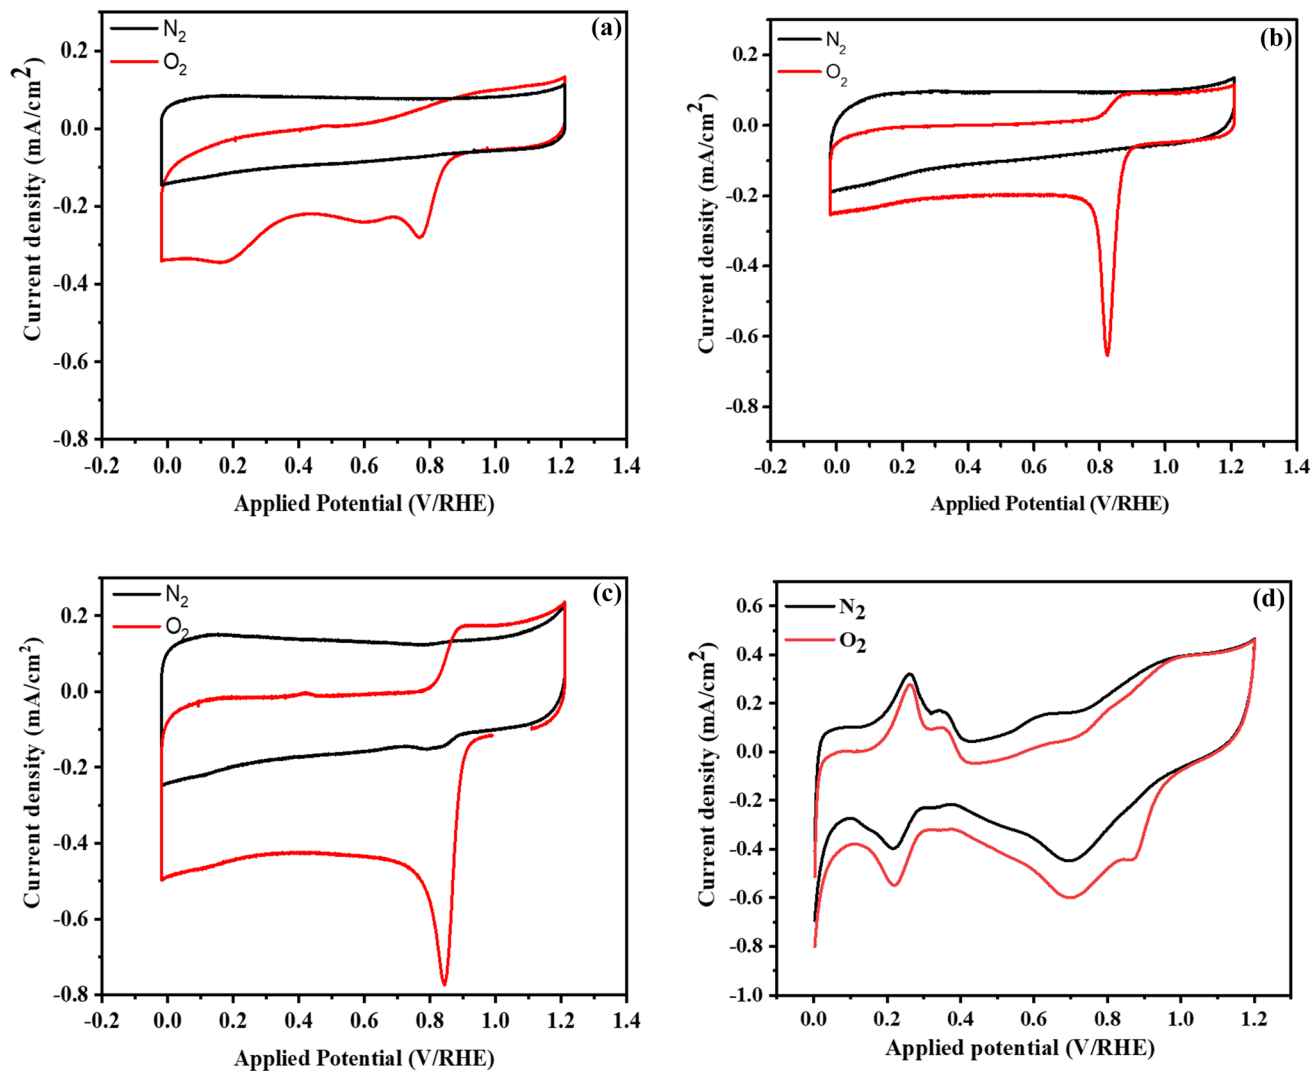 (a)
N2
O2
0.2
0.0
-0.2
-0.4
-0.6
-0.8
-0.2 0.0 0.2 0.4 0.6 0.8 1.0 1.2 1.4
Current density (mA/cm2)
Applied Potential (V/RHE)
(b)
N2
O2
0.2
0.0
-0.2
-0.4
-0.6
-0.8
-0.2 0.0 0.2 0.4 0.6 0.8 1.0 1.2 1.4
Current density (mA/cm2)
Applied Potential (V/RHE)
(c)
N2
O2
0.2
0.0
-0.2
-0.4
-0.6
-0.8
-0.2 0.0 0.2 0.4 0.6 0.8 1.0 1.2 1.4
Current density (mA/cm2)
Applied Potential (V/RHE)
(d)
N2
O2
0.6
0.4
0.2
0.0
-0.2
-0.4
-0.6
-0.8
-1.0
0.0 0.2 0.4 0.6 0.8 1.0 1.2
Current density (mA/cm2)
Applied potential (V/RHE)